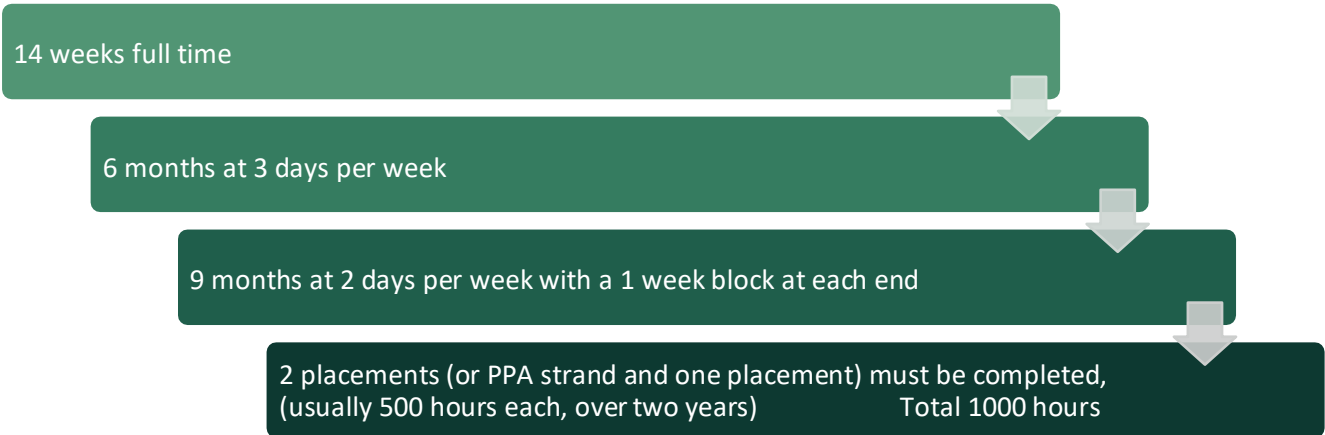 14 weeks full time
6 months at 3 days per week
9 months at 2 days per week with a 1 week block at each end
2 placements (or PPA strand and one placement) must be completed,
(usually 500 hours each, over two years) Total 1000 hours